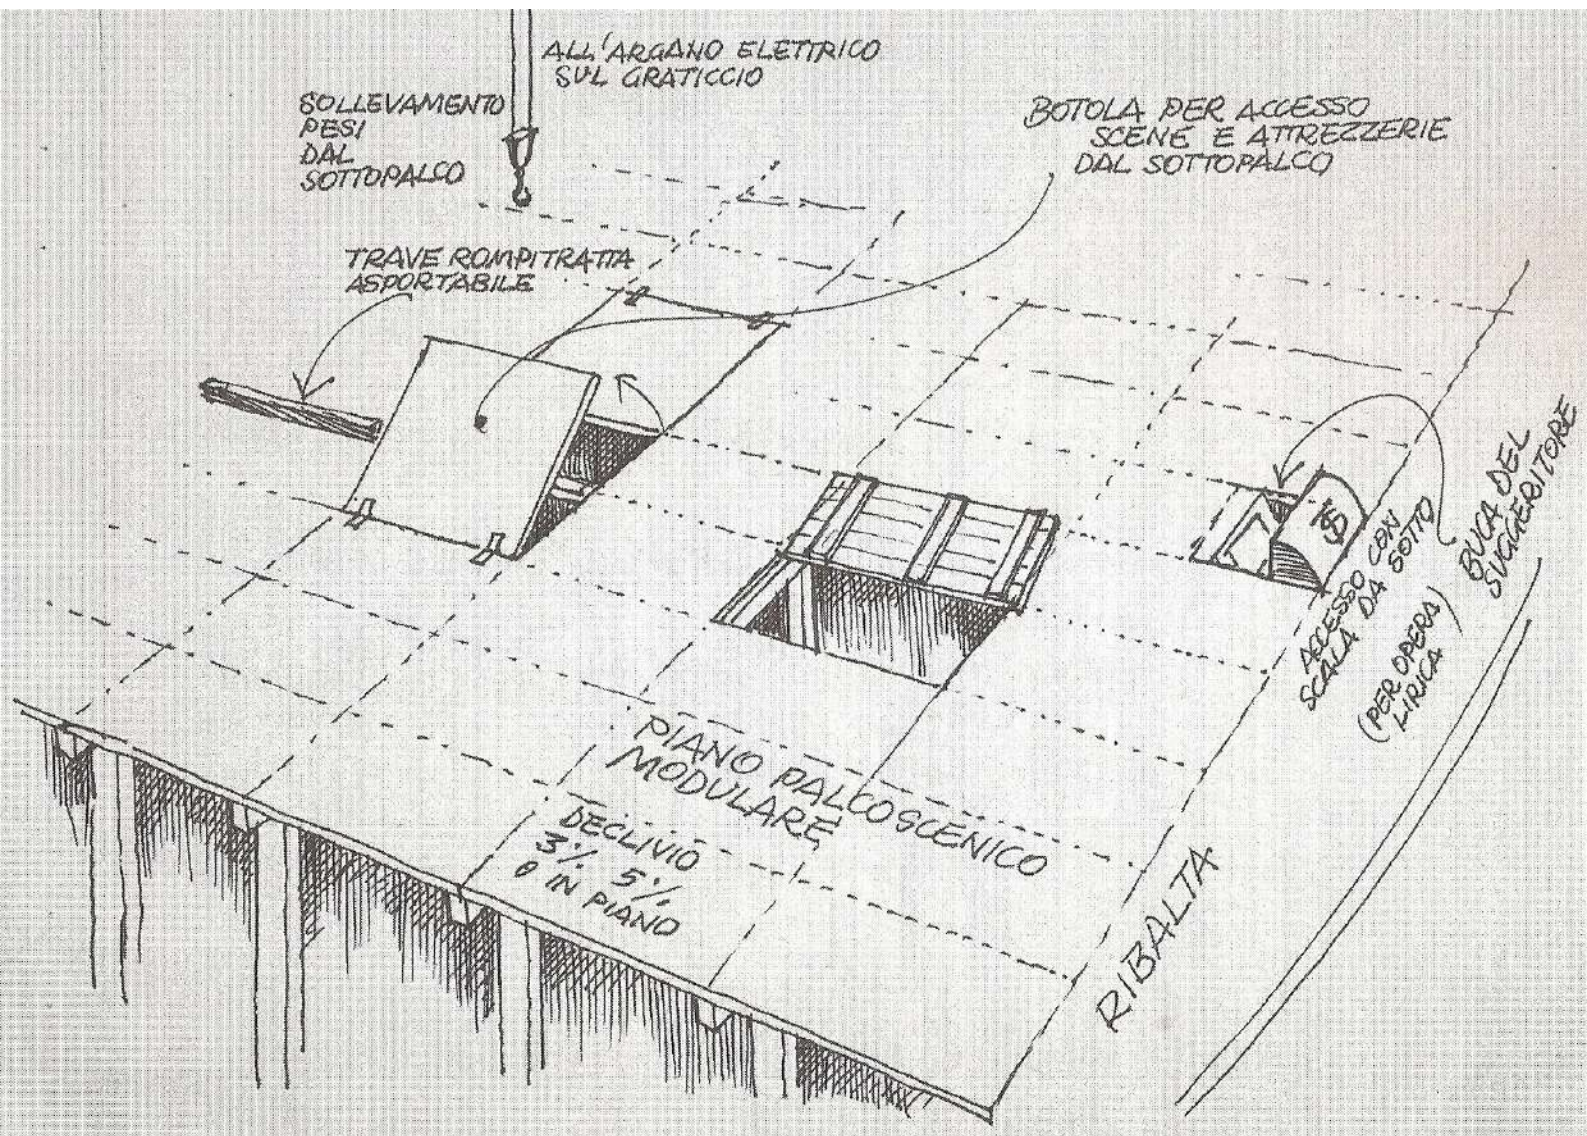 ALL'ARGANO ELETTRICO
SUL GRATICCIO
SOLLEVAMENTO
PESI
DAL
SOTTOPALCO
BOTOLA PER ACCESSO
SCENE E ATTREZZERIE
DAL SOTTOPALCO
TRAVE ROMPITRATTA
ASPORTABILE
BUCA DEL
SUGGERITORE
ACCESSO CON
SCALA DA SOTTO
(PER OPERA)
LIRICA
PIANO PALCOSCENICO
MODULARE
DECLIVIO
3% 5%
O IN PIANO
RIBALTA